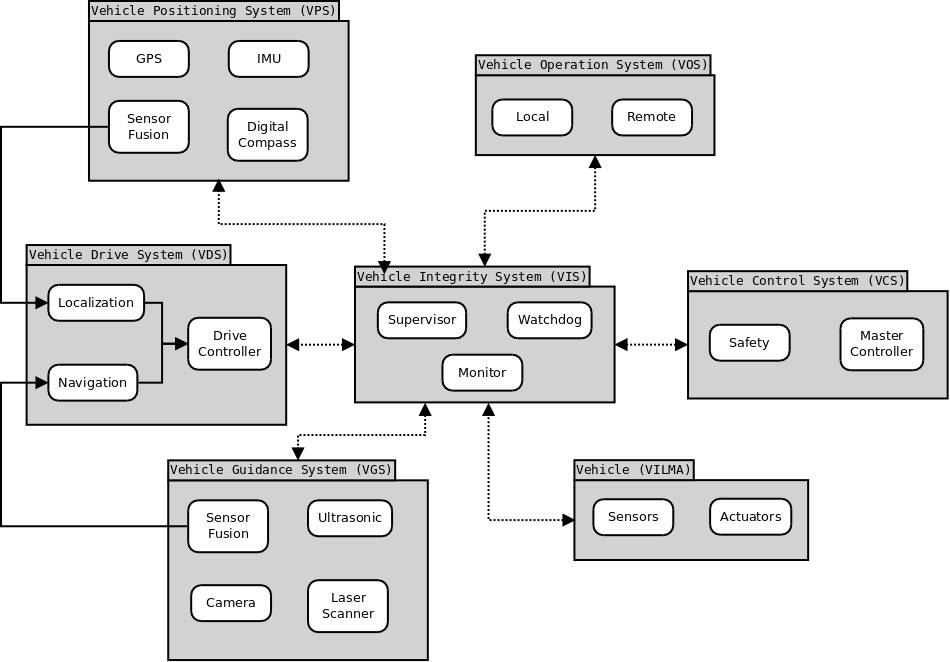 Vehicle Positioning System (VPS)
GPS
IMU
Sensor
Fusion
Digital
Compass
Vehicle Operation System (VOS)
Local
Remote
Vehicle Drive System (VDS)
Localization
Navigation
Drive
Controller
Vehicle Integrity System (VIS)
Supervisor
Watchdog
Monitor
Vehicle Control System (VCS)
Safety
Master
Controller
Vehicle Guidance System (VGS)
Sensor
Fusion
Ultrasonic
Camera
Laser
Scanner
Vehicle (VILMA)
Sensors
Actuators